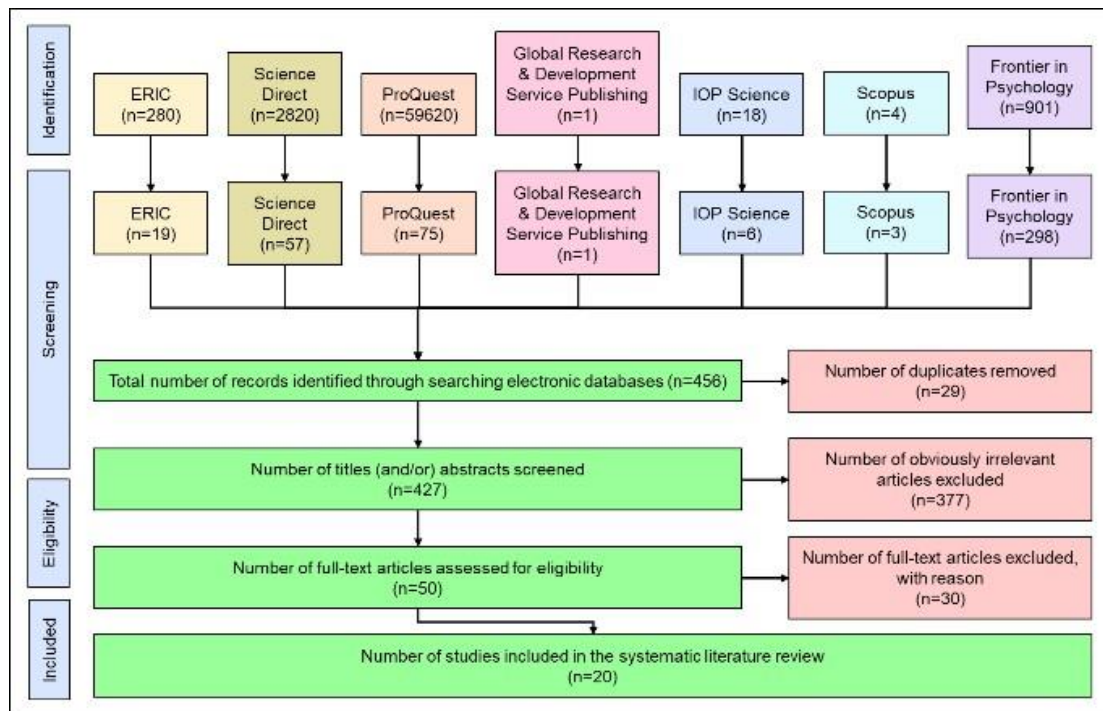 Identification
ERIC
(n=280)
Science
Direct
(n=2820)
ProQuest
(n=59620)
Global Research
& Development
Service Publishing
(n=1)
IOP Science
(n=18)
Scopus
(n=4)
Frontier in
Psychology
(n=901)
Screening
ERIC
(n=19)
Science
Direct
(n=57)
ProQuest
(n=75)
Global Research
& Development
Service Publishing
(n=1)
IOP Science
(n=6)
Scopus
(n=3)
Frontier in
Psychology
(n=298)
Total number of records identified through searching electronic databases (n=456)
Number of duplicates removed
(n=29)
Number of titles (and/or) abstracts screened
(n=427)
Number of obviously irrelevant
articles excluded
(n=377)
Eligibility
Number of full-text articles assessed for eligibility
(n=50)
Number of full-text articles excluded,
with reason
(n=30)
Included
Number of studies included in the systematic literature review
(n=20)